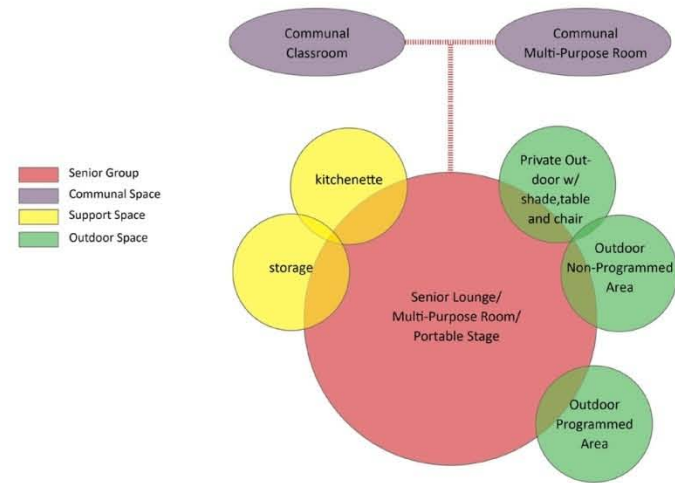 Communal
Classroom
Communal
Multi-Purpose Room
Senior Group
Communal Space
Support Space
Outdoor Space
kitchenette
storage
Private Out-
door w/
shade,table
and chair
Outdoor
Non-Programmed
Area
Senior Lounge/
Multi-Purpose Room/
Portable Stage
Outdoor
Programmed
Area